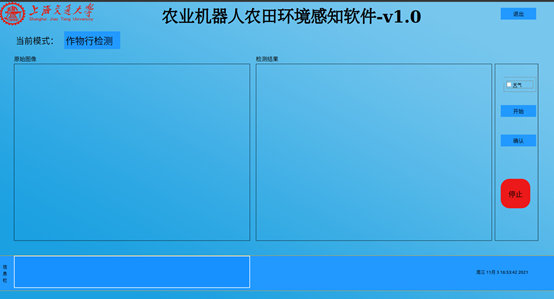 上海交通大学
Shanghai Jiao Tong University
农业机器人农田环境感知软件-v1.0
退出
当前模式:
作物行检测
原始图像
检测结果
开始
确认
停止
信
息
栏
周三 11月 3 16:53:42 2021